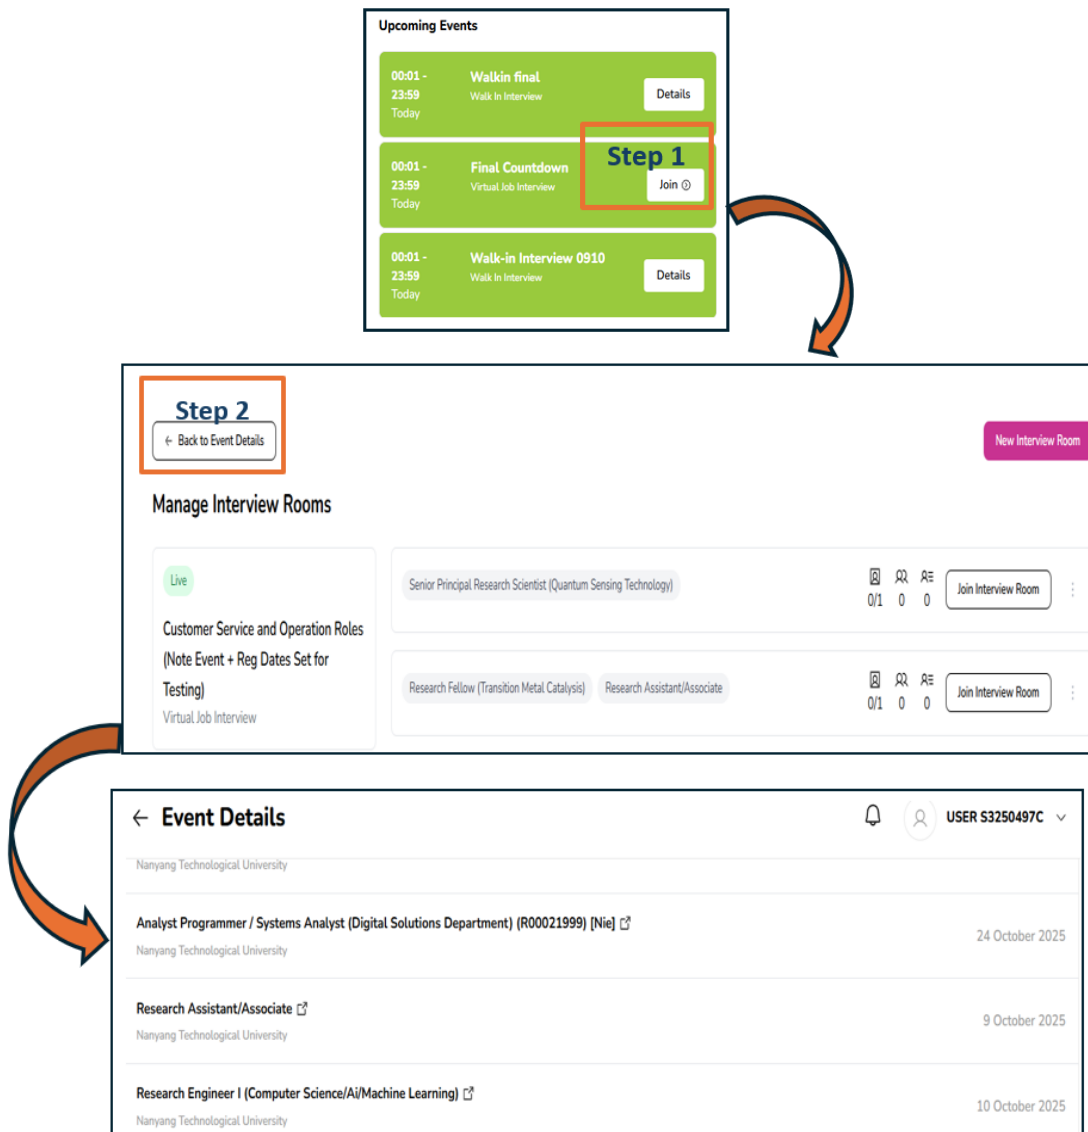 Upcoming Events
00:01 -
23:59
Today
Walkin final
Walk In Interview
Details
Step 1
00:01 -
23:59
Today
Final Countdown
Virtual Job Interview
Join
00:01 -
23:59
Today
Walk-in Interview 0910
Walk In Interview
Details
Step 2
← Back to Event Details
New Interview Room
Manage Interview Rooms
Live
Customer Service and Operation Roles
(Note Event + Reg Dates Set for
Testing)
Virtual Job Interview
Senior Principal Research Scientist (Quantum Sensing Technology)
0/1 0 0
Join Interview Room
Research Fellow (Transition Metal Catalysis) Research Assistant/Associate
0/1 0 0
Join Interview Room
← Event Details
USER S3250497C
Nanyang Technological University
Analyst Programmer / Systems Analyst (Digital Solutions Department) (R00021999) [Nie]
Nanyang Technological University
24 October 2025
Research Assistant/Associate
Nanyang Technological University
9 October 2025
Research Engineer I (Computer Science/Ai/Machine Learning)
Nanyang Technological University
10 October 2025